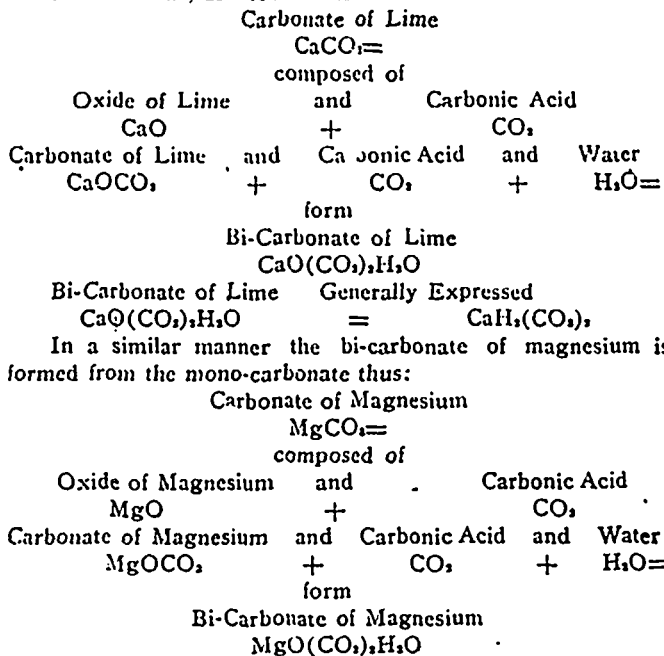 Carbonate of Lime
CaCO₃=
composed of
Oxide of Lime and Carbonic Acid
CaO + CO₂
Carbonate of Lime and Ca bonic Acid and Water
CaOCO₂ + CO₂ + H₂O=
form
Bi-Carbonate of Lime
CaO(CO₂)₂H₂O
Bi-Carbonate of Lime Generally Expressed
CaO(CO₂)₂H₂O = CaH₂(CO₃)₂
In a similar manner the bi-carbonate of magnesium is
formed from the mono-carbonate thus:
Carbonate of Magnesium
MgCO₃=
composed of
Oxide of Magnesium and Carbonic Acid
MgO + CO₂
Carbonate of Magnesium and Carbonic Acid and Water
MgOCO₂ + CO₂ + H₂O=
form
Bi-Carbonate of Magnesium
MgO(CO₂)₂H₂O